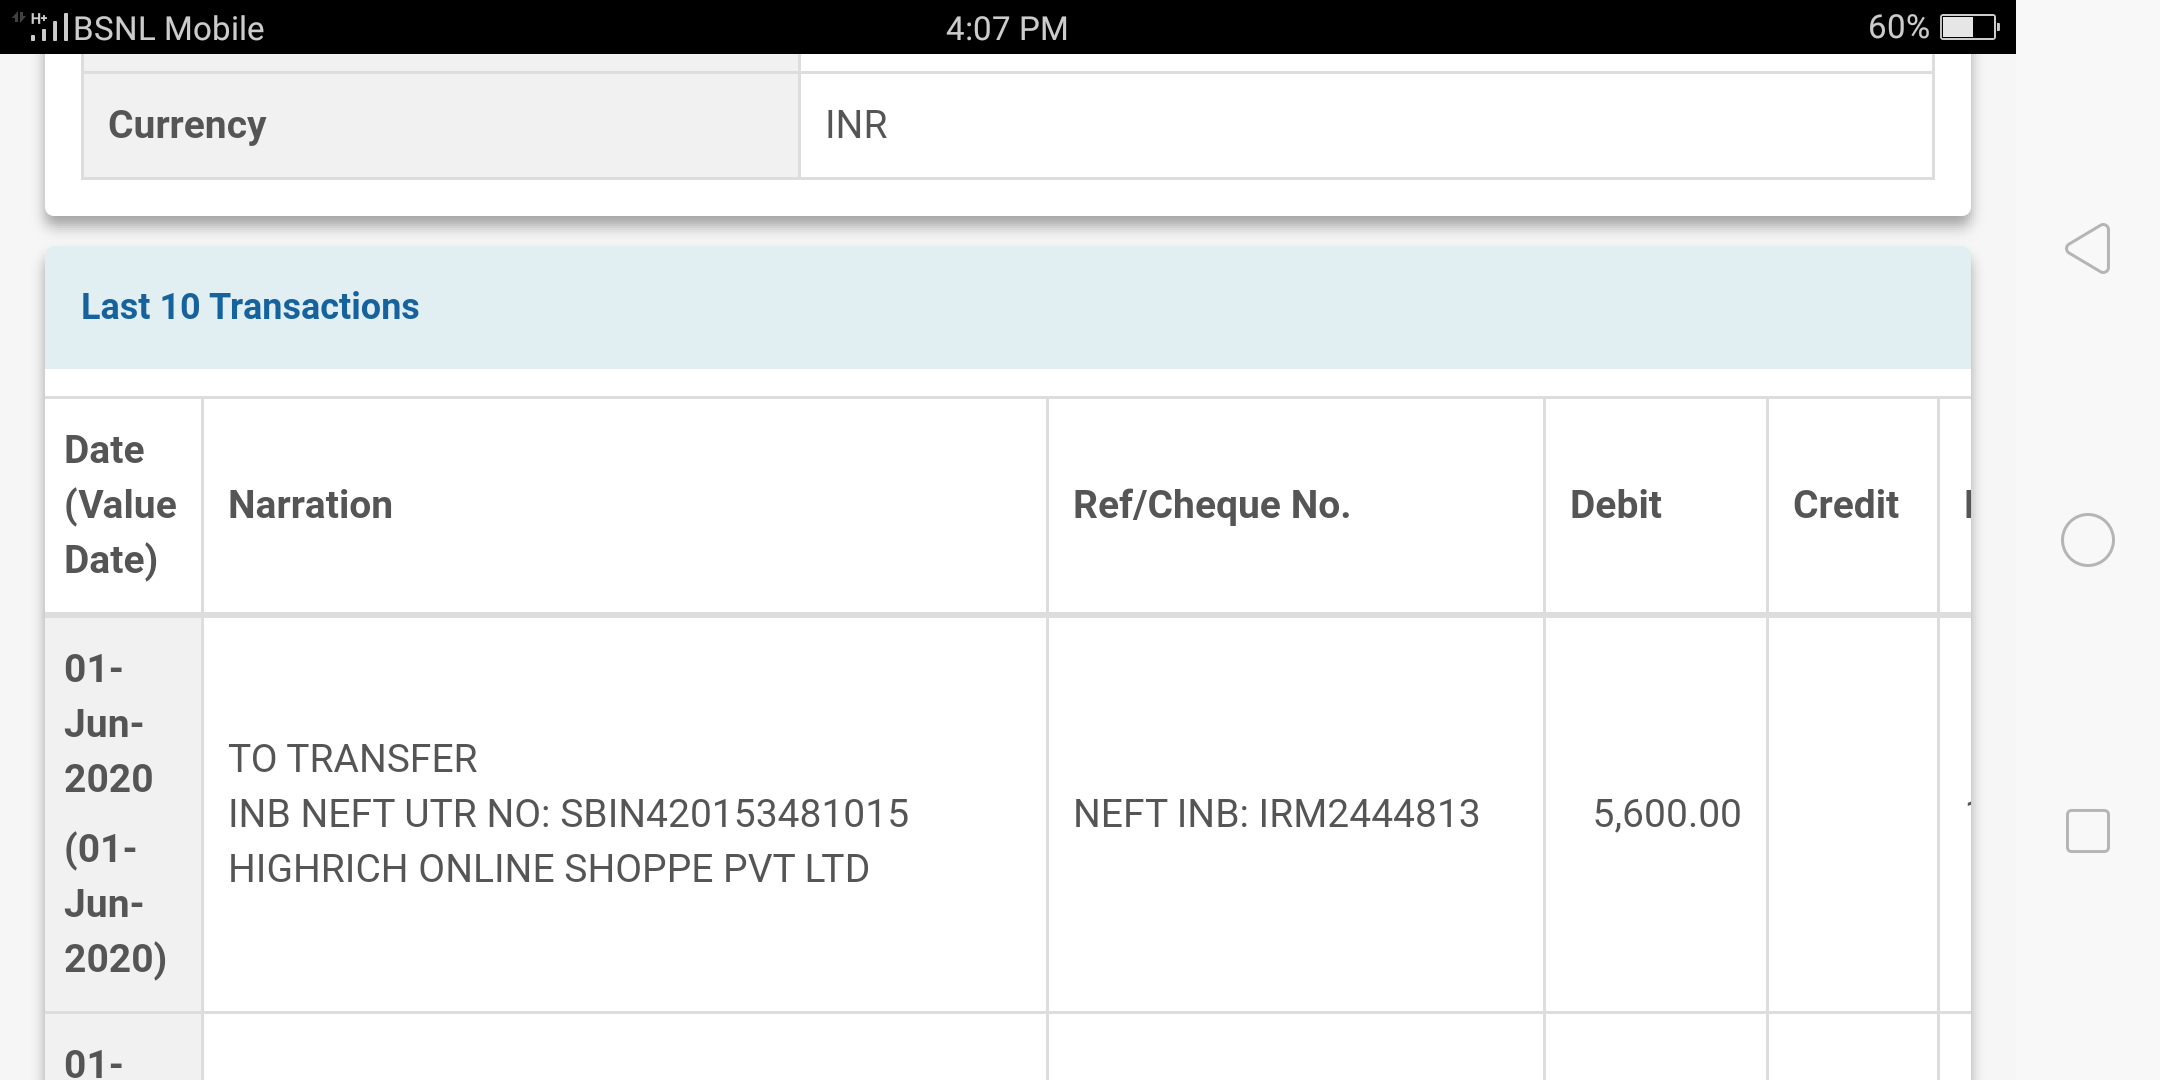 H+ BSNL Mobile 4:07 PM 60%
Currency INR
Last 10 Transactions
Date (Value Date) Narration Ref/Cheque No. Debit Credit
01-Jun-2020 (01-Jun-2020)
TO TRANSFER
INB NEFT UTR NO: SBIN420153481015
HIGHRICH ONLINE SHOPPE PVT LTD
NEFT INB: IRM2444813
5,600.00
01-